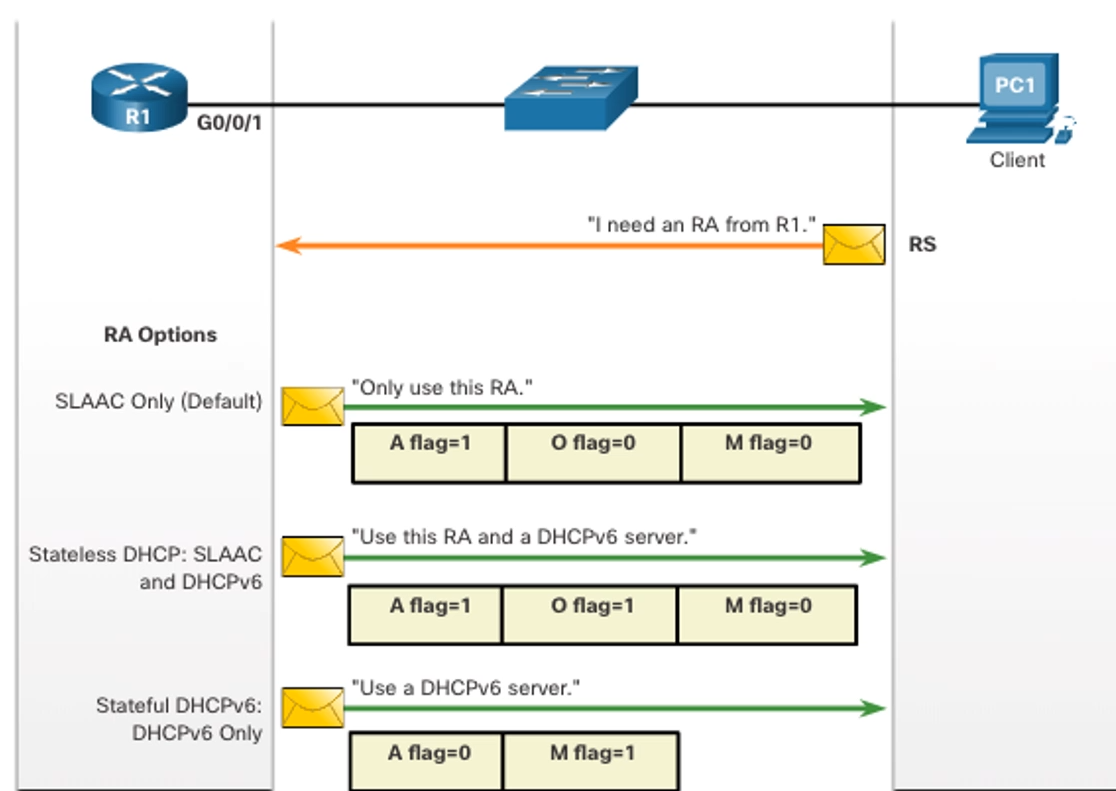 R1
G0/0/1
PC1
Client
"I need an RA from R1."
RS
RA Options
SLAAC Only (Default)
"Only use this RA."
A flag=1
O flag=0
M flag=0
Stateless DHCP: SLAAC
and DHCPv6
"Use this RA and a DHCPv6 server."
A flag=1
O flag=1
M flag=0
Stateful DHCPv6:
DHCPv6 Only
"Use a DHCPv6 server."
A flag=0
M flag=1